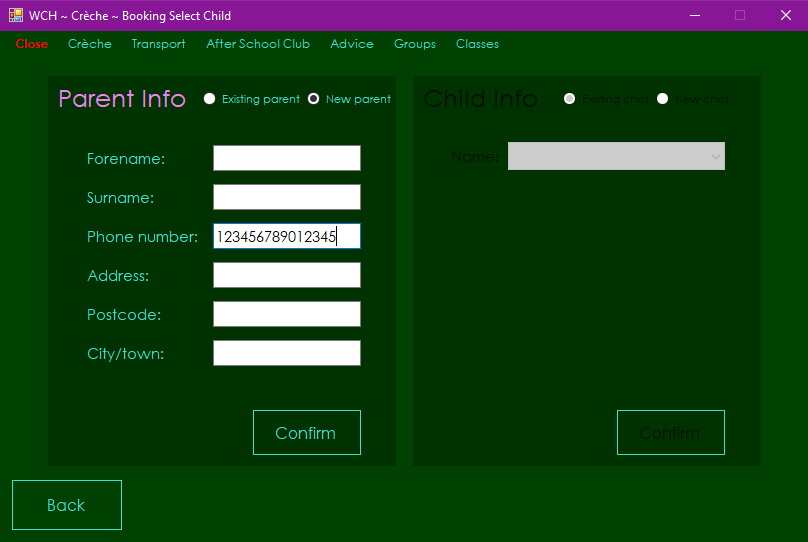 WCH ~ Crèche ~ Booking Select Child
Close Crèche Transport After School Club Advice Groups Classes
Parent Info Existing parent New parent
Forename:
Surname:
Phone number: 123456789012345
Address:
Postcode:
City/town:
Confirm
Child Info Existing child New child
Name:
Confirm
Back